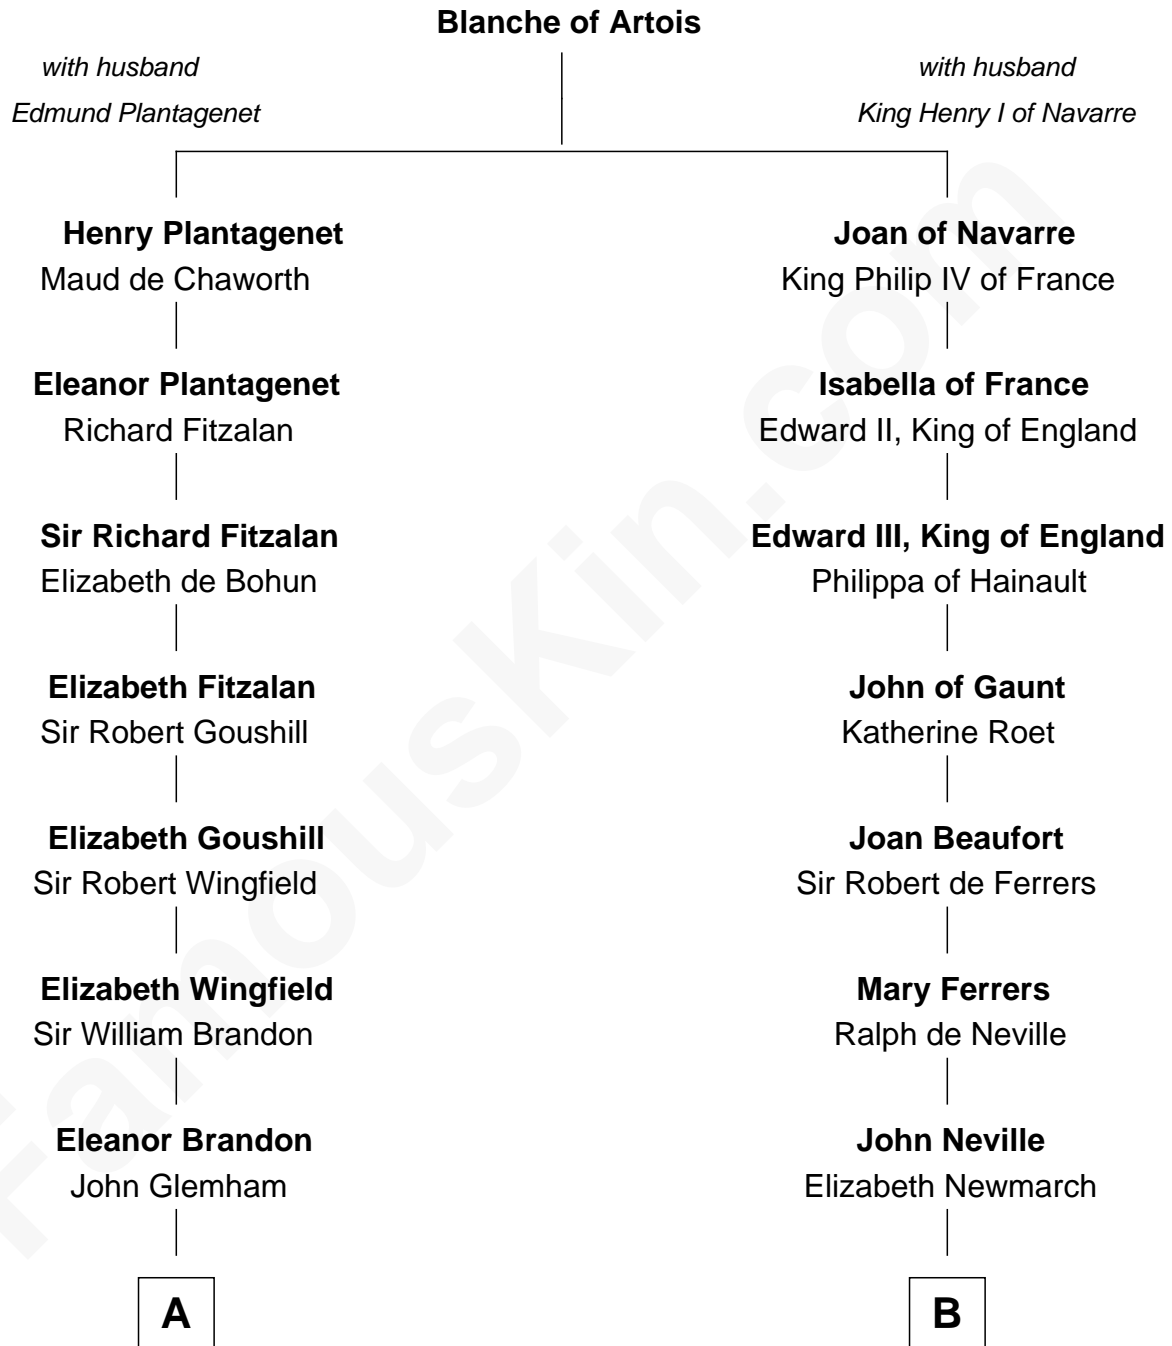 Blanche of Artois
with husband
Edmund Plantagenet
with husband
King Henry I of Navarre
Henry Plantagenet
Maud de Chaworth
Joan of Navarre
King Philip IV of France
Eleanor Plantagenet
Richard Fitzalan
Isabella of France
Edward II, King of England
Sir Richard Fitzalan
Elizabeth de Bohun
Edward III, King of England
Philippa of Hainault
Elizabeth Fitzalan
Sir Robert Goushill
John of Gaunt
Katherine Roet
Elizabeth Goushill
Sir Robert Wingfield
Joan Beaufort
Sir Robert de Ferrers
Elizabeth Wingfield
Sir William Brandon
Mary Ferrers
Ralph de Neville
Eleanor Brandon
John Glemham
John Neville
Elizabeth Newmarch
A
B
FamousKin.com